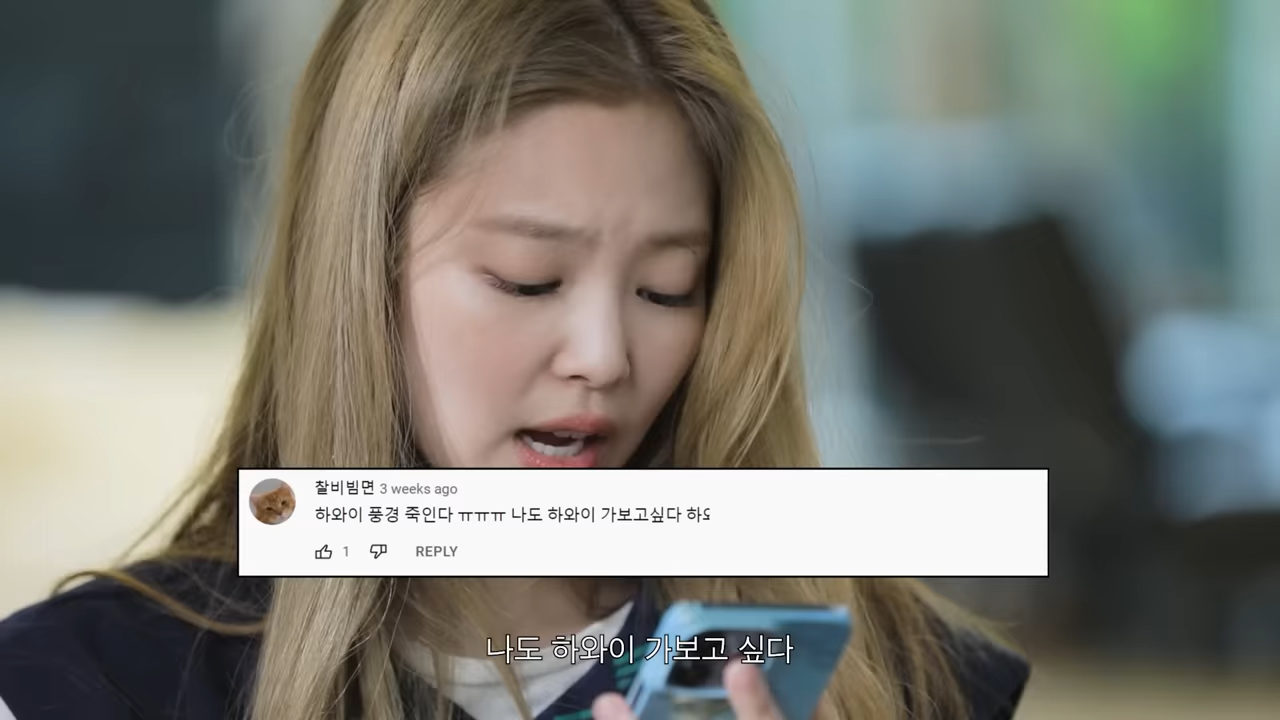 찰비빔면 3 weeks ago
하와이 풍경 죽인다 ㅠㅠㅠ 나도 하와이 가보고싶다
1 REPLY
나도 하와이 가보고 싶다